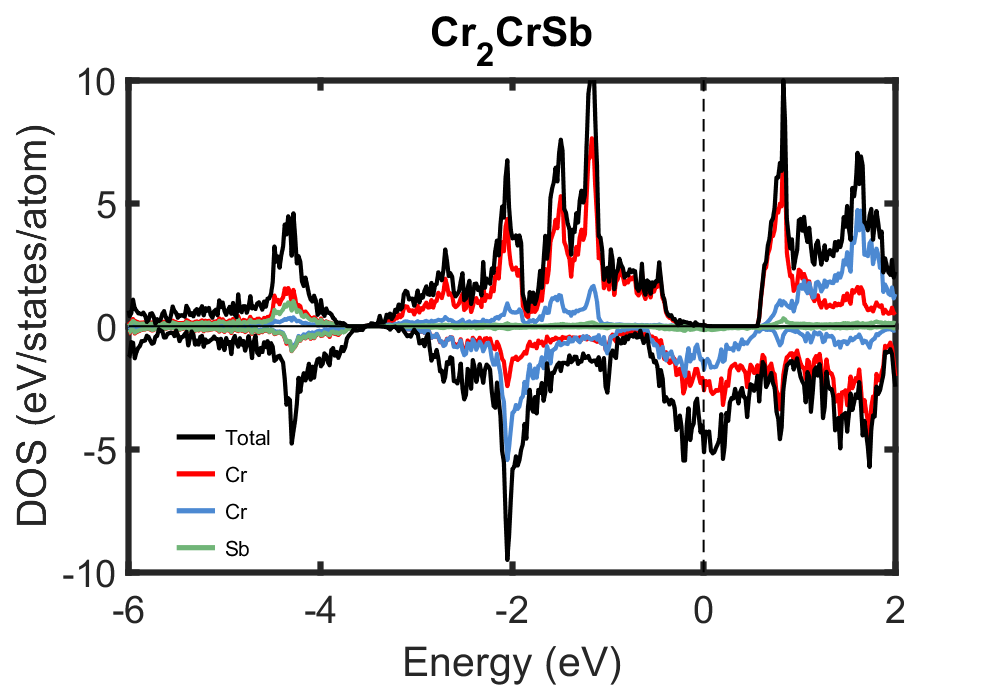 Cr2CrSb
DOS (eV/states/atom)
10
5
0
-5
-10
Total
Cr
Cr
Sb
-6 -4 -2 0 2
Energy (eV)